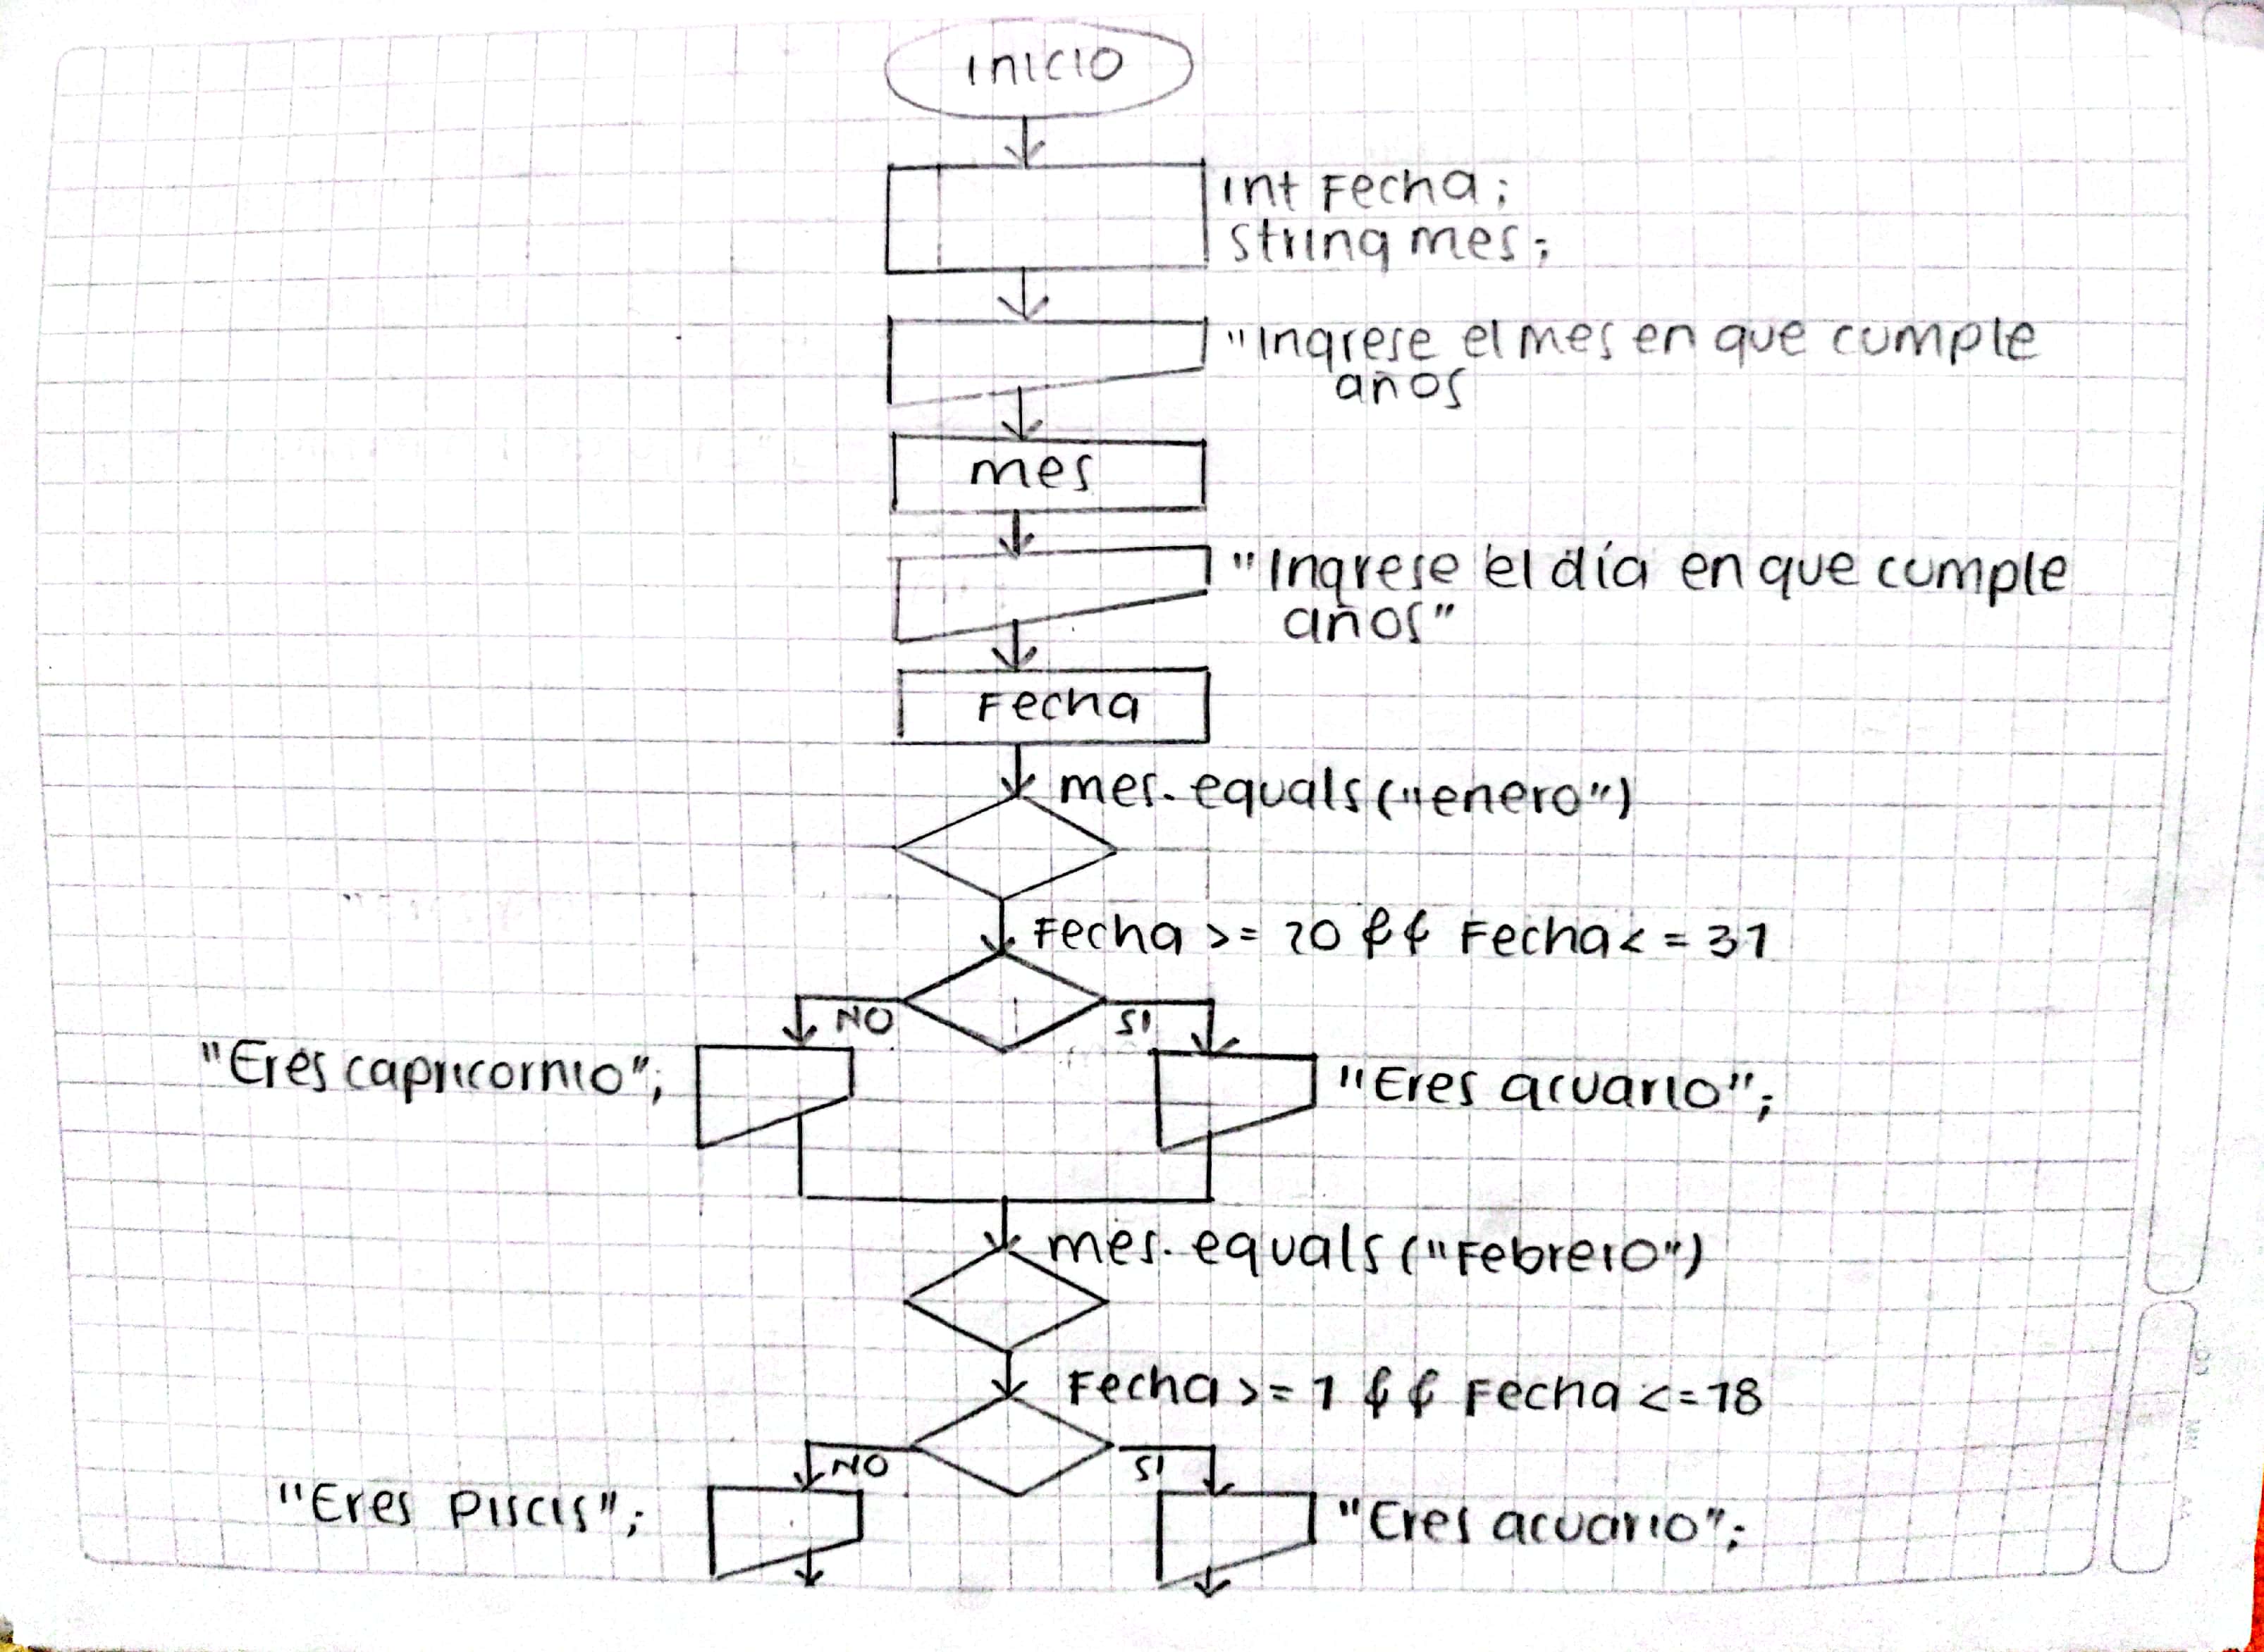 Inicio
Int Fecha;
String mes;
"Ingrese el mes en que cumple
años
mes
"Ingrese el día en que cumple
años"
Fecha
mes.equals("enero")
Fecha >= 20 && Fecha <= 31
NO
SI
"Eres capricornio";
"Eres acuario";
mes.equals("Febrero")
Fecha >= 1 && Fecha <= 18
NO
SI
"Eres Piscis";
"Eres acuario";